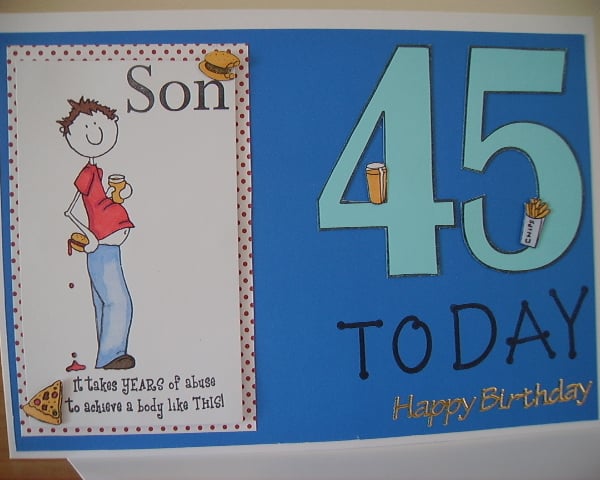 Son
It takes YEARS of abuse
to achieve a body like THIS!
45
CHIPS
TODAY
Happy Birthday